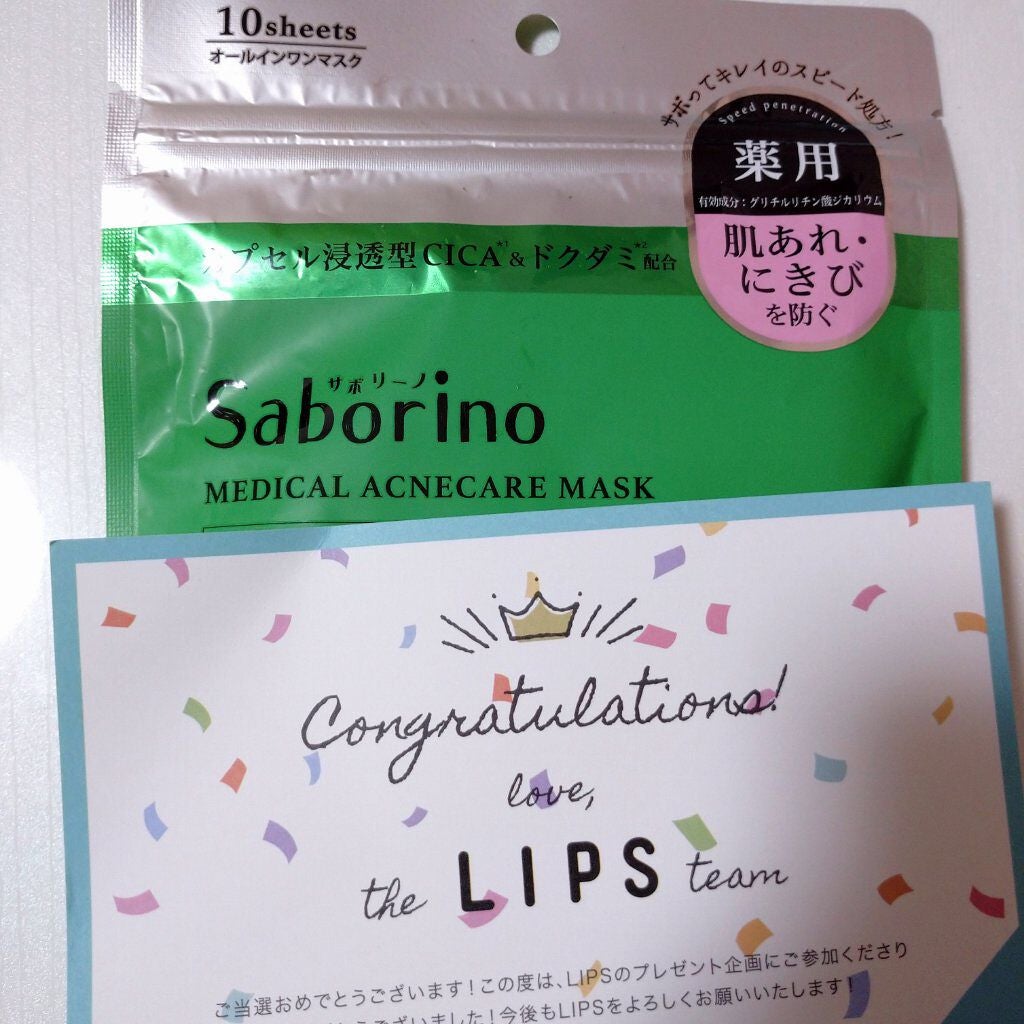 10sheets
オールインワンマスク
サボってキレイのスピード処方!
Speed penetration
薬用
有効成分:グリチルリチン酸ジカリウム
肌あれ・
にきび
を防ぐ
カプセル浸透型CICA*1&ドクダミ*2配合
サボリーノ
Saborino
MEDICAL ACNECARE MASK
Congratulations!
love,
the LIPS team
ご当選おめでとうございます!この度は、LIPSのプレゼント企画にご参加くださり
うございました!今後もLIPSをよろしくお願いいたします!